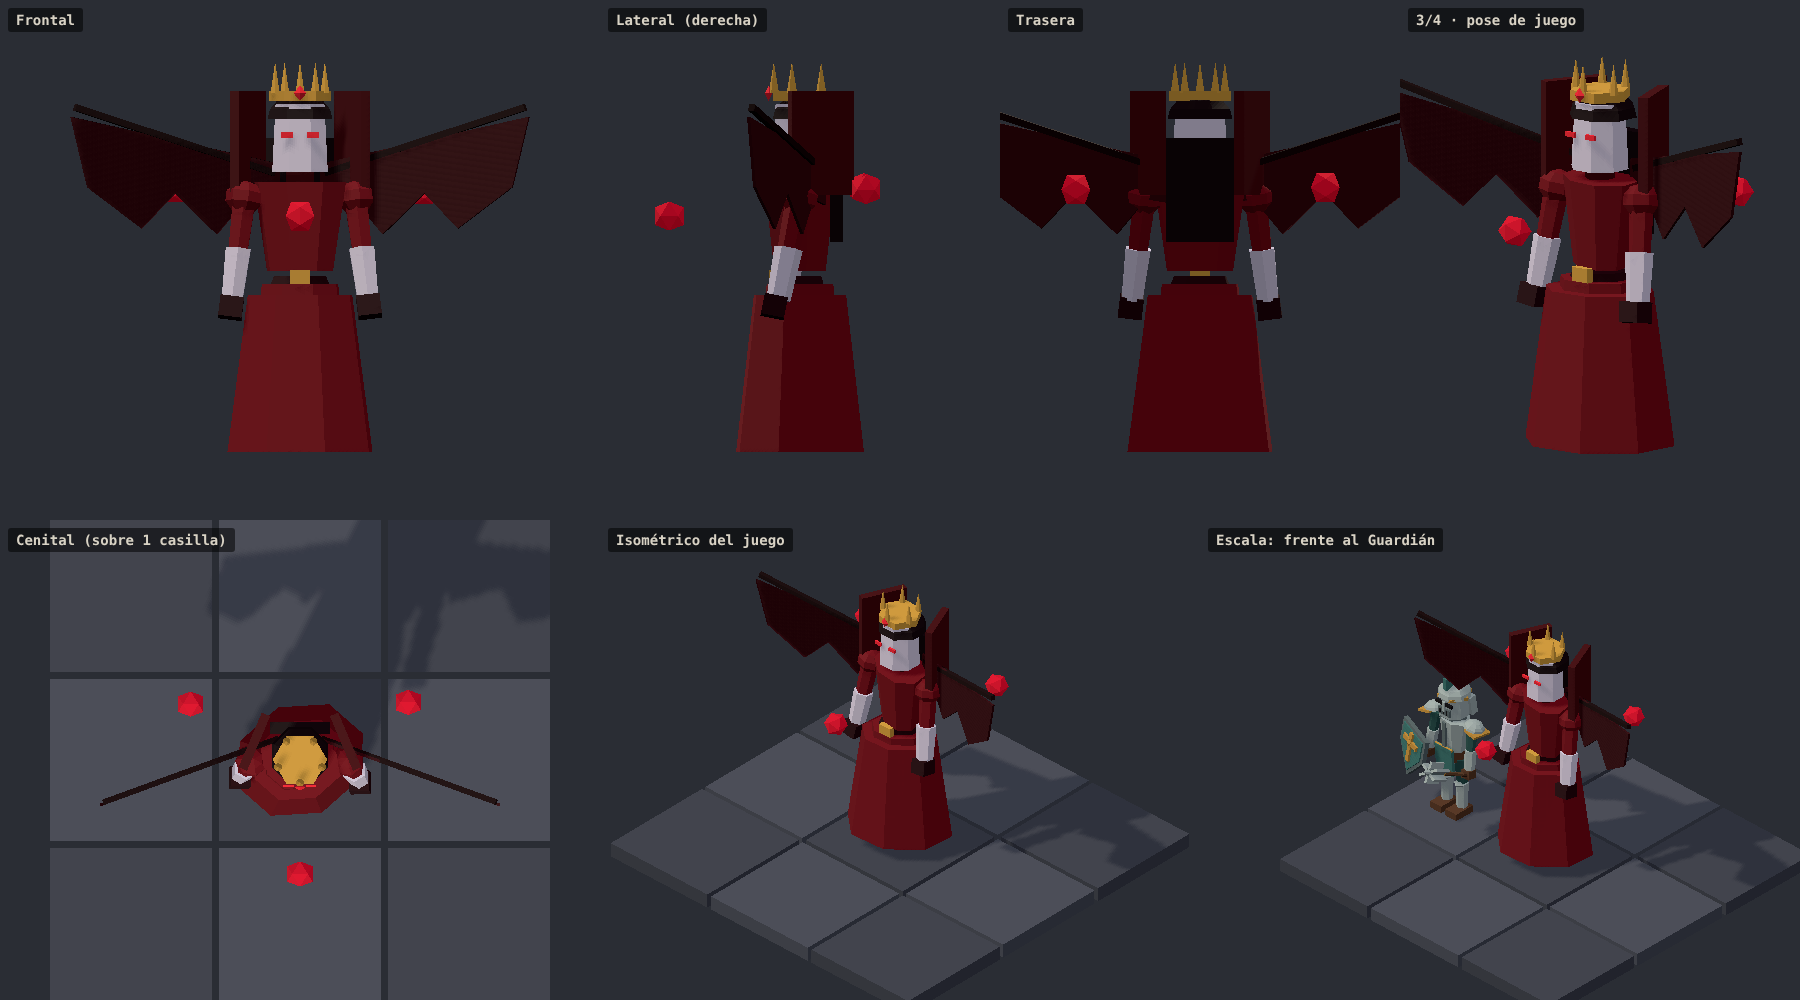 Frontal
Lateral (derecha)
Trasera
3/4 · pose de juego
Cenital (sobre 1 casilla)
Isométrico del juego
Escala: frente al Guardián